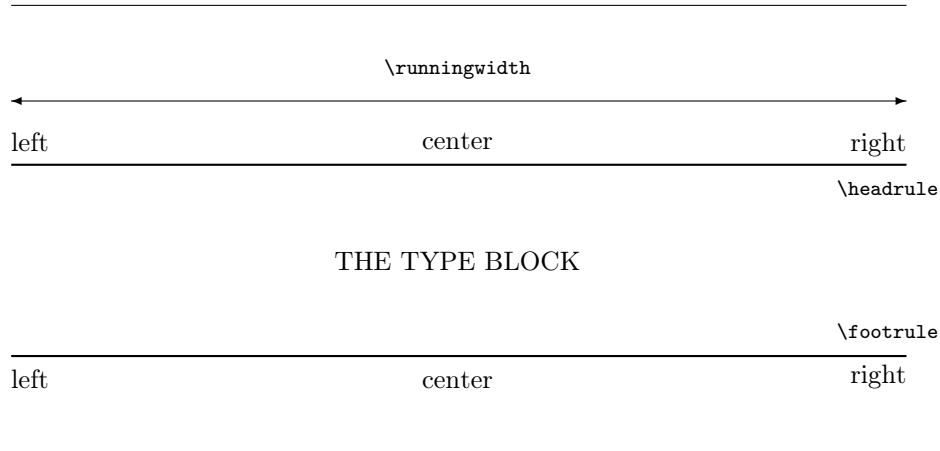 \runningwidth
left center right
\headrule
THE TYPE BLOCK
\footrule
left center right